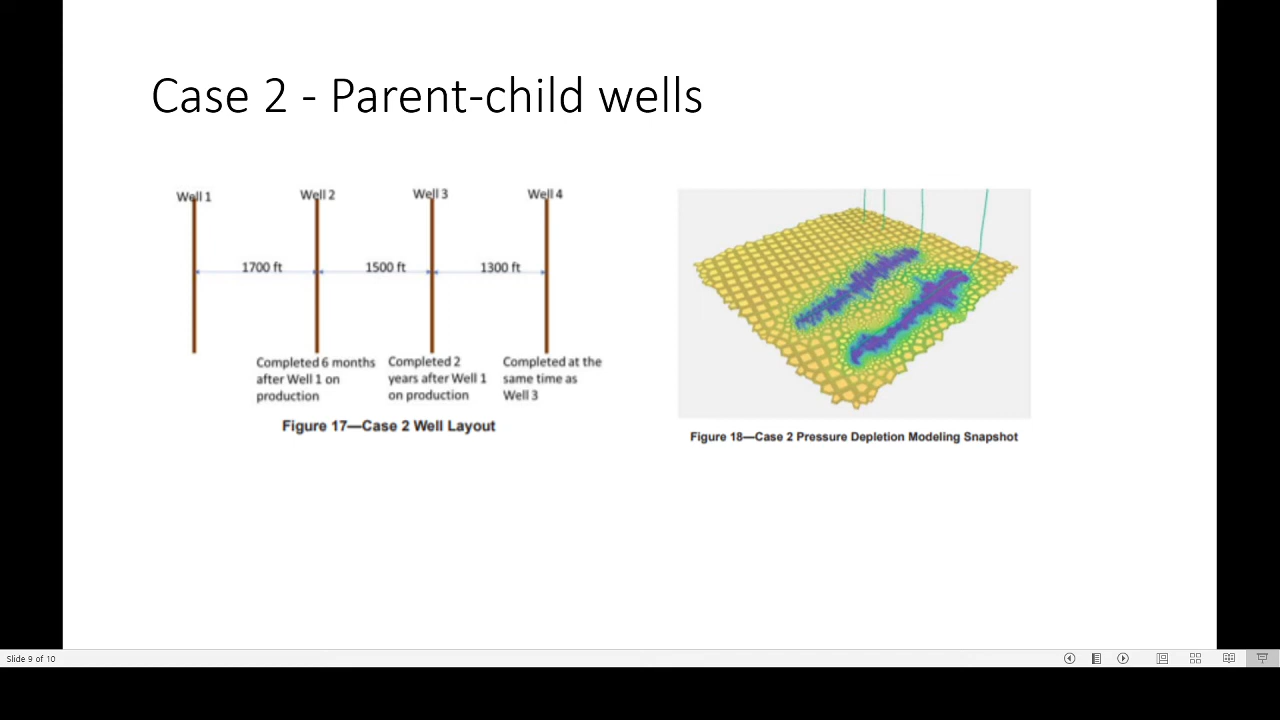 Case 2 - Parent-child wells
Well 1
Well 2
Well 3
Well 4
1700 ft
1500 ft
1300 ft
Completed 6 months
after Well 1 on
production
Completed 2
years after Well 1
on production
Completed at the
same time as
Well 3
Figure 17—Case 2 Well Layout
Figure 18—Case 2 Pressure Depletion Modeling Snapshot
Slide 9 of 10